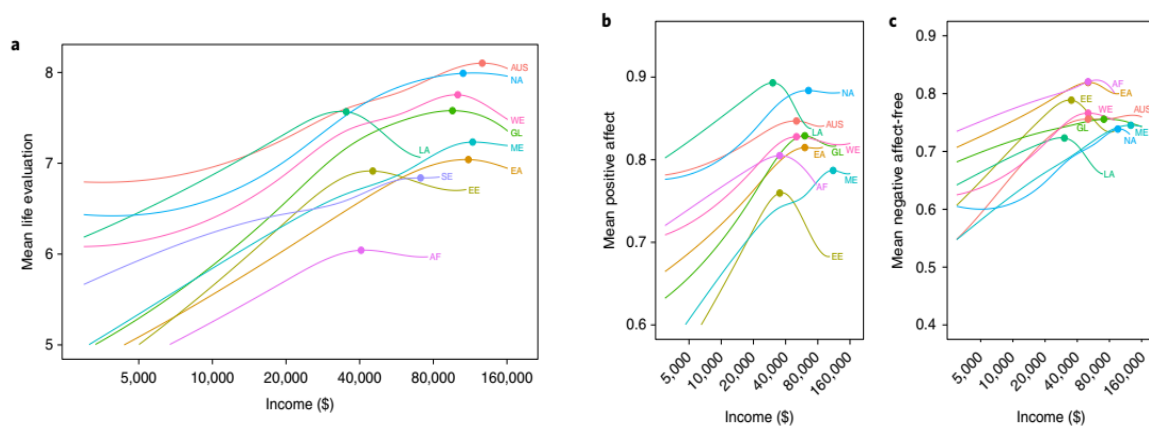 a
Mean life evaluation
8
7
6
5
AUS
NA
WE
GL
ME
LA
EA
SE
EE
AF
5,000 10,000 20,000 40,000 80,000 160,000
Income ($)
b
Mean positive affect
0.9
0.8
0.7
0.6
NA
AUS
LA
WE
GL
EA
AF
ME
EE
5,000 10,000 20,000 40,000 80,000 160,000
Income ($)
c
Mean negative affect-free
0.9
0.8
0.7
0.6
0.5
0.4
AF
EA
EE
WE
AUS
GL
ME
NA
LA
5,000 10,000 20,000 40,000 80,000 160,000
Income ($)